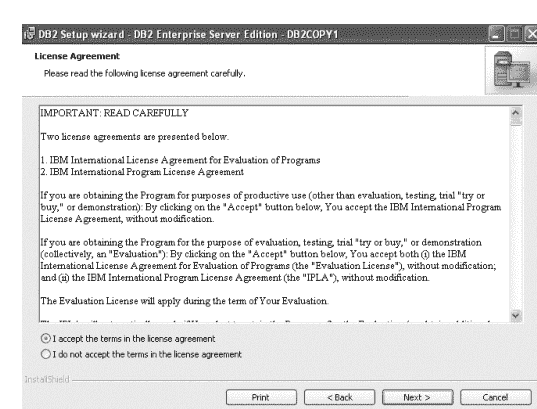 DB2 Setup wizard - DB2 Enterprise Server Edition - DB2COPY1
License Agreement
Please read the following license agreement carefully.
IMPORTANT: READ CAREFULLY
Two license agreements are presented below.
1. IBM International License Agreement for Evaluation of Programs
2. IBM International Program License Agreement
If you are obtaining the Program for purposes of productive use (other than evaluation, testing, trial "try or
buy," or demonstration): By clicking on the "Accept" button below, You accept the IBM International Program
License Agreement, without modification.
If you are obtaining the Program for the purpose of evaluation, testing, trial "try or buy," or demonstration
(collectively, an "Evaluation"): By clicking on the "Accept" button below, You accept both (i) the IBM
International License Agreement for Evaluation of Programs (the "Evaluation License"), without modification;
and (ii) the IBM International Program License Agreement (the "IPLA"), without modification.
The Evaluation License will apply during the term of Your Evaluation.
I accept the terms in the license agreement
I do not accept the terms in the license agreement
InstallShield
Print
< Back
Next >
Cancel